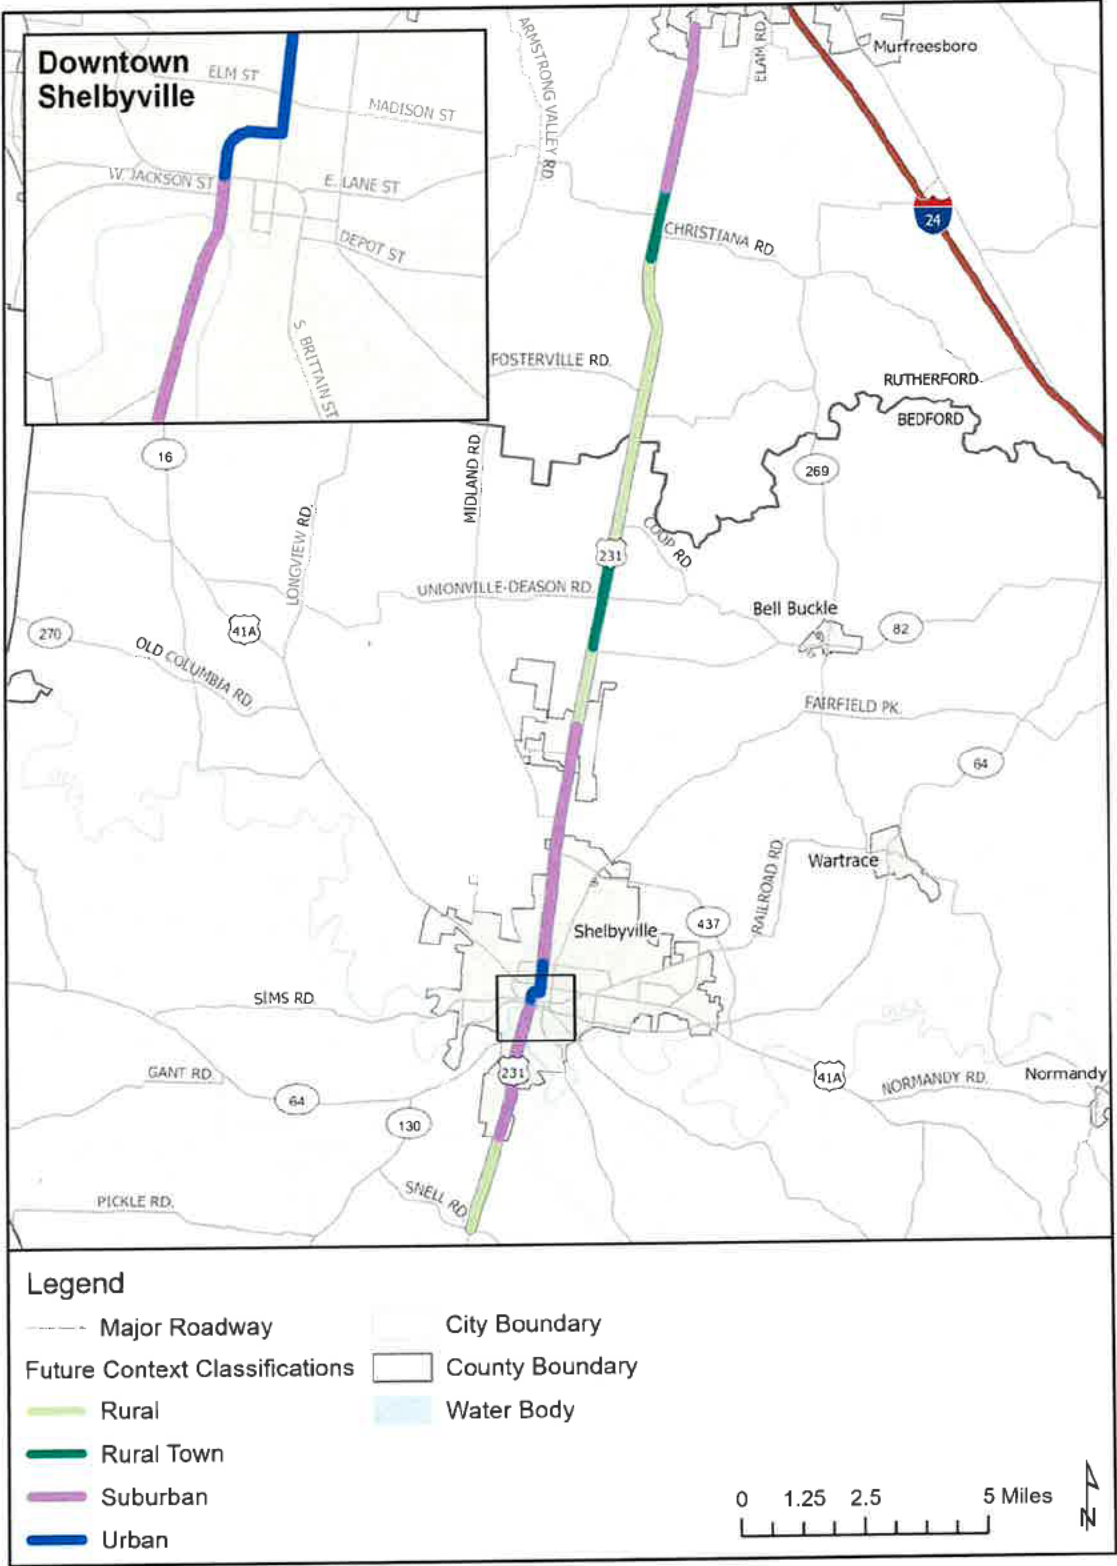 Downtown
Shelbyville
ELM ST
MADISON ST
W. JACKSON ST
E. LANE ST
DEPOT ST
S. BRITTAIN ST
ARMSTRONG VALLEY RD.
ELAM RD.
Murfreesboro
24
CHRISTIANA RD.
FOSTERVILLE RD.
RUTHERFORD
BEDFORD
16
MIDLAND RD
269
LONGVIEW RD.
COOP RD
231
UNIONVILLE-DEASON RD.
Bell Buckle
82
270
41A
OLD COLUMBIA RD.
FAIRFIELD PK.
64
RAILROAD RD.
Wartrace
Shelbyville
437
SIMS RD.
GANT RD.
231
41A
NORMANDY RD.
Normandy
64
130
SNELL RD.
PICKLE RD.
Legend
Major Roadway
City Boundary
Future Context Classifications
County Boundary
Rural
Water Body
Rural Town
Suburban
Urban
0 1.25 2.5 5 Miles
N